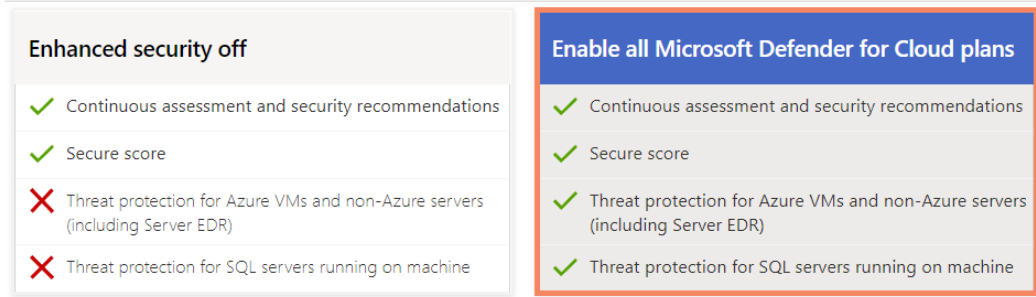 Enhanced security off
Continuous assessment and security recommendations
Secure score
Threat protection for Azure VMs and non-Azure servers
(including Server EDR)
Threat protection for SQL servers running on machine
Enable all Microsoft Defender for Cloud plans
Continuous assessment and security recommendations
Secure score
Threat protection for Azure VMs and non-Azure servers
(including Server EDR)
Threat protection for SQL servers running on machine